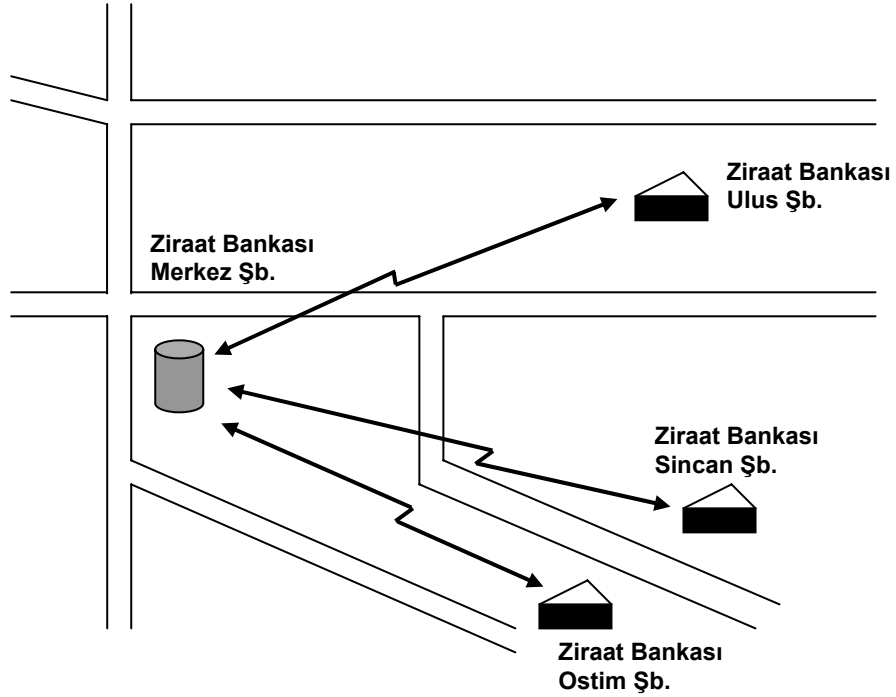 Ziraat Bankası
Ulus Şb.
Ziraat Bankası
Merkez Şb.
Ziraat Bankası
Sincan Şb.
Ziraat Bankası
Ostim Şb.